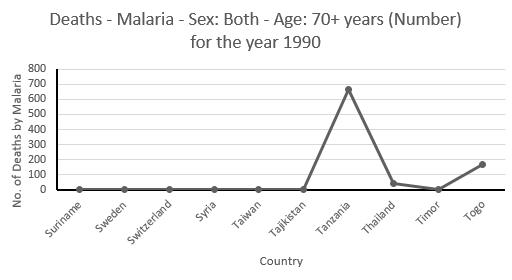 Deaths - Malaria - Sex: Both - Age: 70+ years (Number)
for the year 1990
No. of Deaths by Malaria
800
700
600
500
400
300
200
100
0
Suriname
Sweden
Switzerland
Syria
Taiwan
Tajikistan
Tanzania
Thailand
Timor
Togo
Country